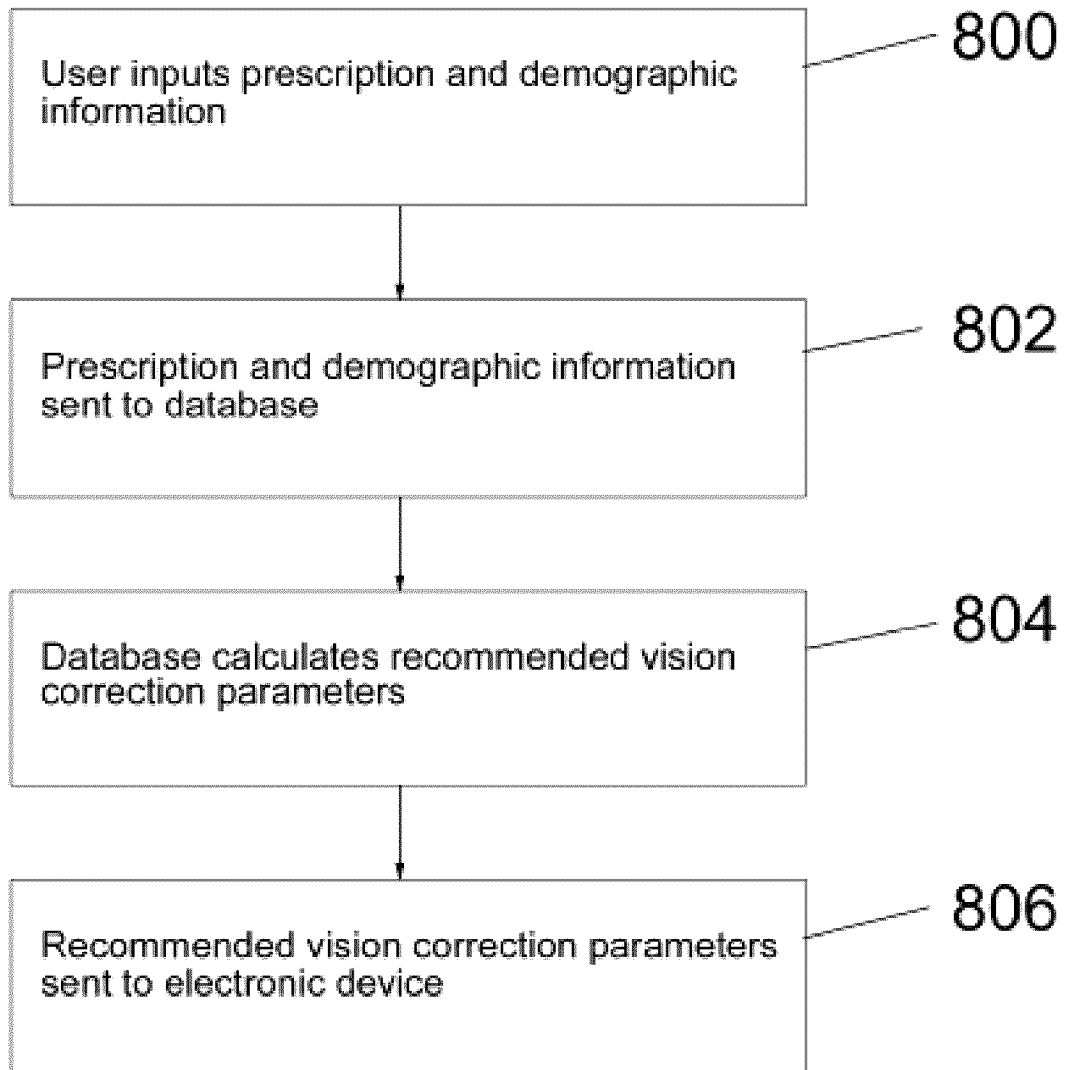 800
User inputs prescription and demographic
information
802
Prescription and demographic information
sent to database
804
Database calculates recommended vision
correction parameters
806
Recommended vision correction parameters
sent to electronic device